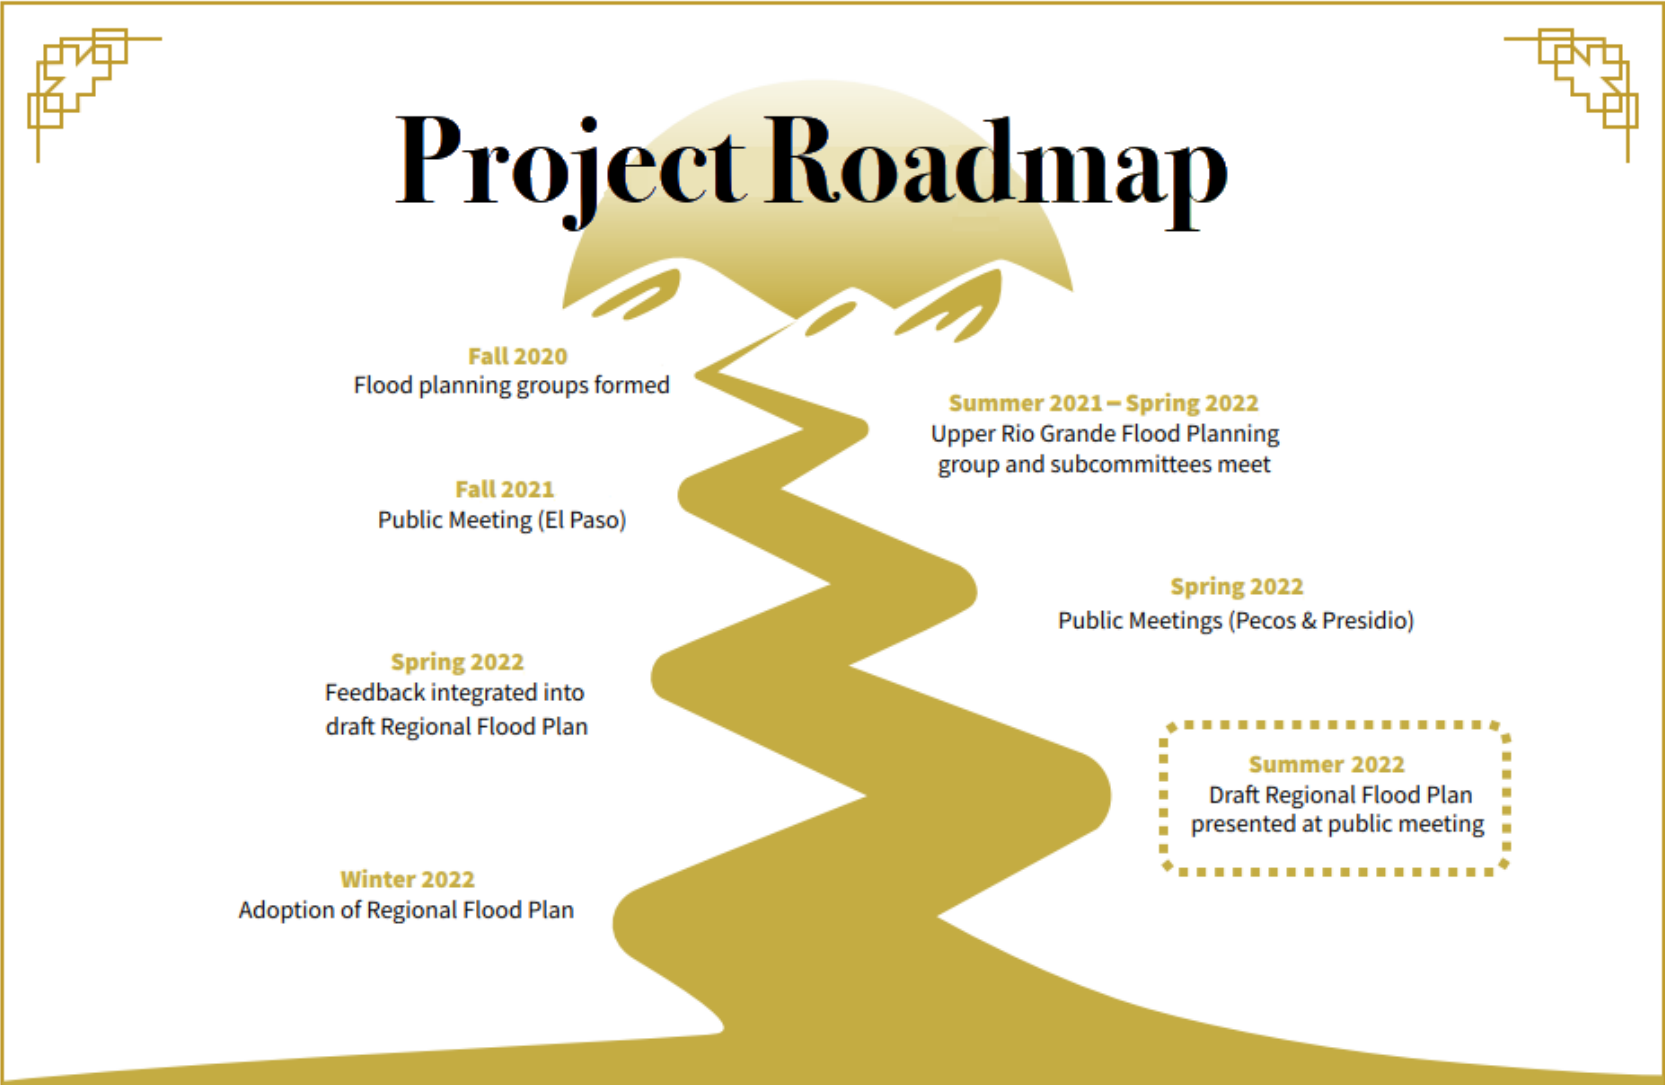 Project Roadmap
Fall 2020
Flood planning groups formed
Summer 2021 – Spring 2022
Upper Rio Grande Flood Planning
group and subcommittees meet
Fall 2021
Public Meeting (El Paso)
Spring 2022
Public Meetings (Pecos & Presidio)
Spring 2022
Feedback integrated into
draft Regional Flood Plan
Summer 2022
Draft Regional Flood Plan
presented at public meeting
Winter 2022
Adoption of Regional Flood Plan